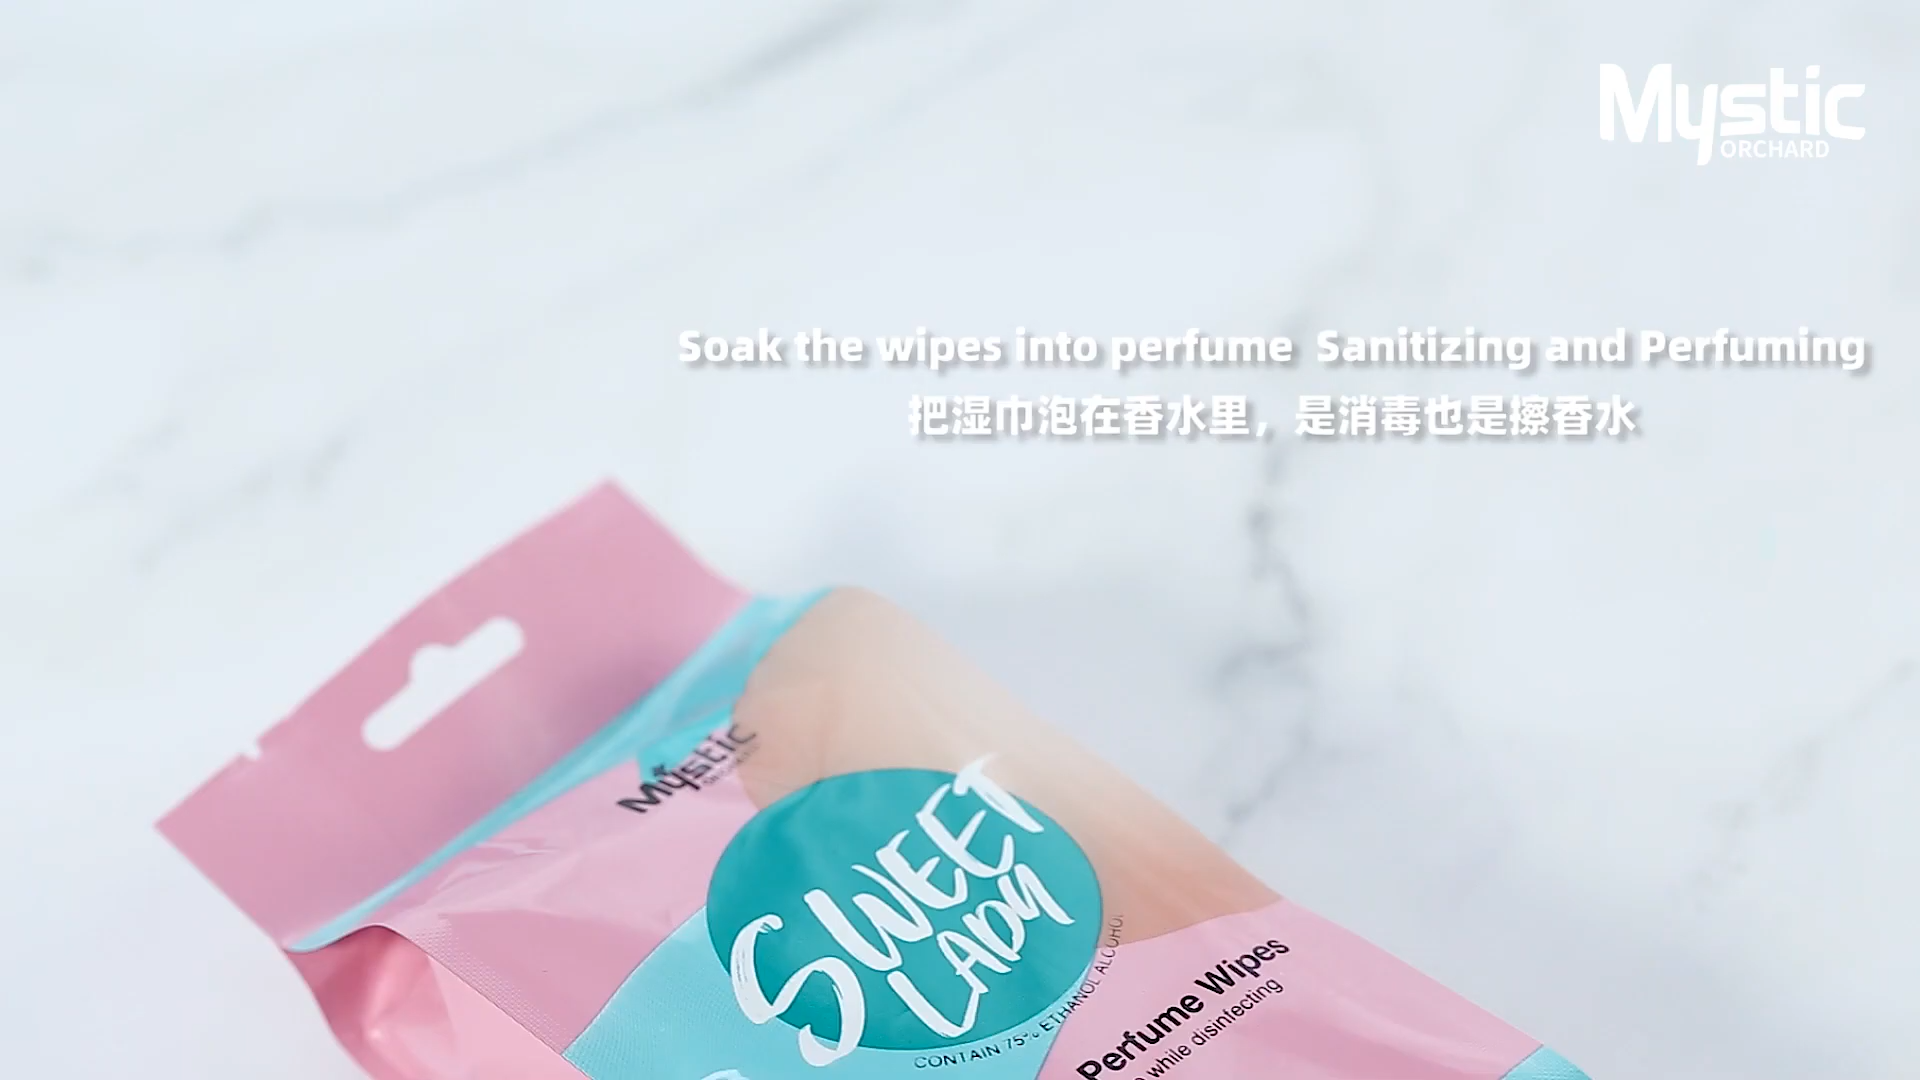 Mystic
ORCHARD
Soak the wipes into perfume Sanitizing and Perfuming
把湿巾泡在香水里，是消毒也是擦香水
Mystic
SWEET
LADY
CONTAIN 75% ETHANOL ALCOHOL
Perfume Wipes
while disinfecting